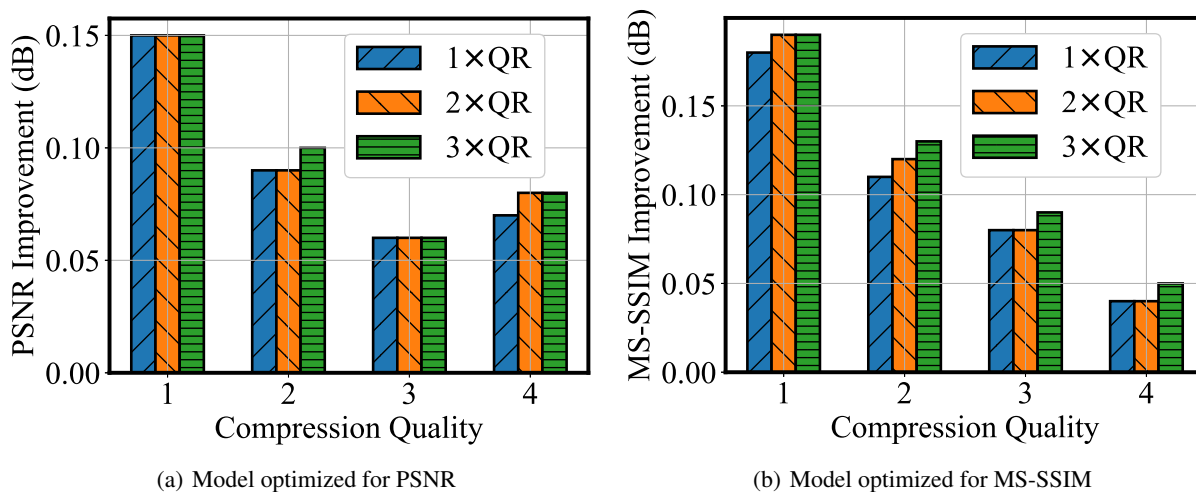 PSNR Improvement (dB)
0.15
0.10
0.05
0.00
1×QR
2×QR
3×QR
1 2 3 4
Compression Quality
(a) Model optimized for PSNR
MS-SSIM Improvement (dB)
0.15
0.10
0.05
0.00
1×QR
2×QR
3×QR
1 2 3 4
Compression Quality
(b) Model optimized for MS-SSIM